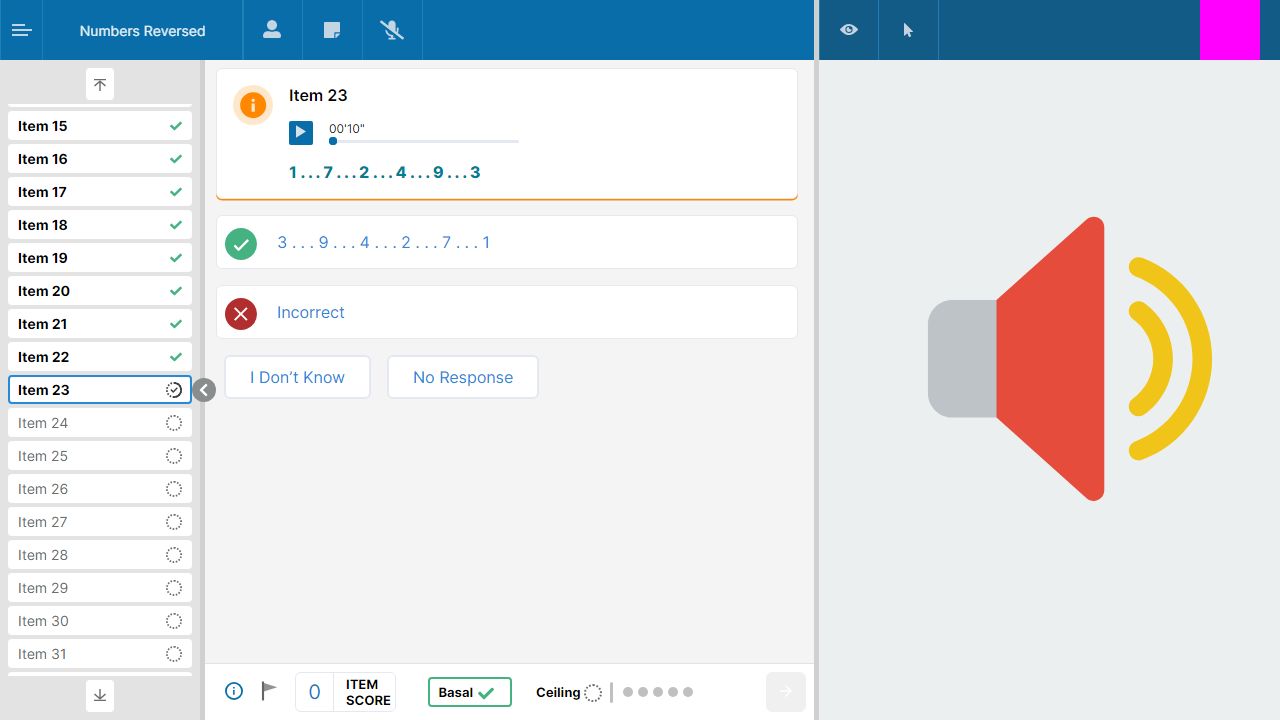 Numbers Reversed
Item 15
Item 16
Item 17
Item 18
Item 19
Item 20
Item 21
Item 22
Item 23
Item 24
Item 25
Item 26
Item 27
Item 28
Item 29
Item 30
Item 31
Item 23
00'10"
1 . . . 7 . . . 2 . . . 4 . . . 9 . . . 3
3 . . . 9 . . . 4 . . . 2 . . . 7 . . . 1
Incorrect
I Don’t Know
No Response
0
ITEM
SCORE
Basal
Ceiling